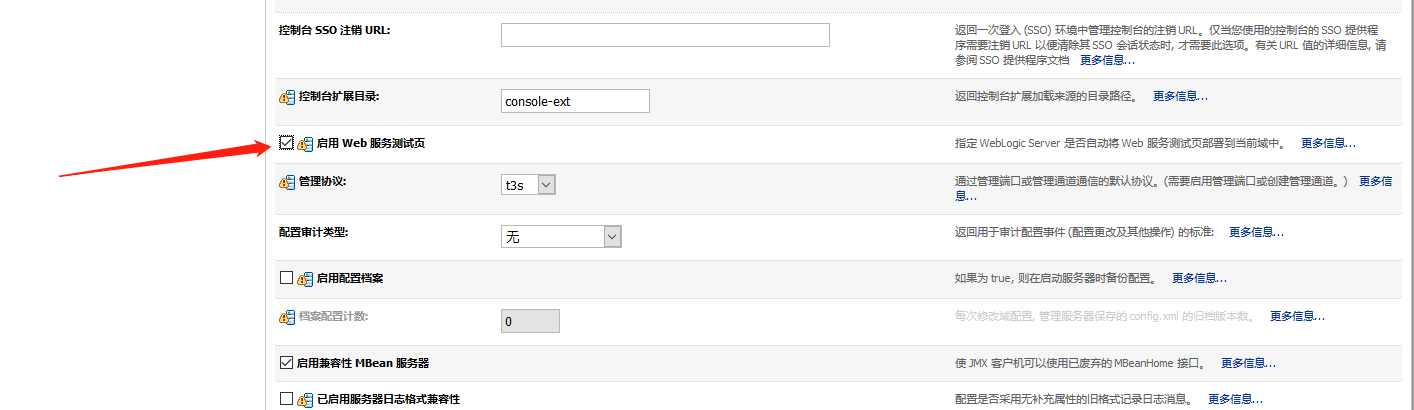 控制台 SSO 注销 URL:
返回一次登入 (SSO) 环境中管理控制台的注销 URL。仅当您使用的控制台的 SSO 提供程
序需要注销 URL 以便清除其 SSO 会话状态时, 才需要此选项。有关 URL 值的详细信息, 请
参阅 SSO 提供程序文档 更多信息...
控制台扩展目录:
console-ext
返回控制台扩展加载来源的目录路径。 更多信息...
启用 Web 服务测试页
指定 WebLogic Server 是否自动将 Web 服务测试页部署到当前域中。 更多信息...
管理协议:
t3s
通过管理端口或管理通道通信的默认协议。(需要启用管理端口或创建管理通道。) 更多信
息...
配置审计类型:
无
返回用于审计配置事件 (配置更改及其他操作) 的标准: 更多信息...
启用配置档案
如果为 true, 则在启动服务器时备份配置。 更多信息...
档案配置计数:
0
每次修改域配置, 管理服务器保存的 config.xml 的归档版本数。 更多信息...
启用兼容性 MBean 服务器
使 JMX 客户机可以使用已废弃的 MBeanHome 接口。 更多信息...
已启用服务器日志格式兼容性
配置是否采用无补充属性的旧格式记录日志消息。 更多信息...